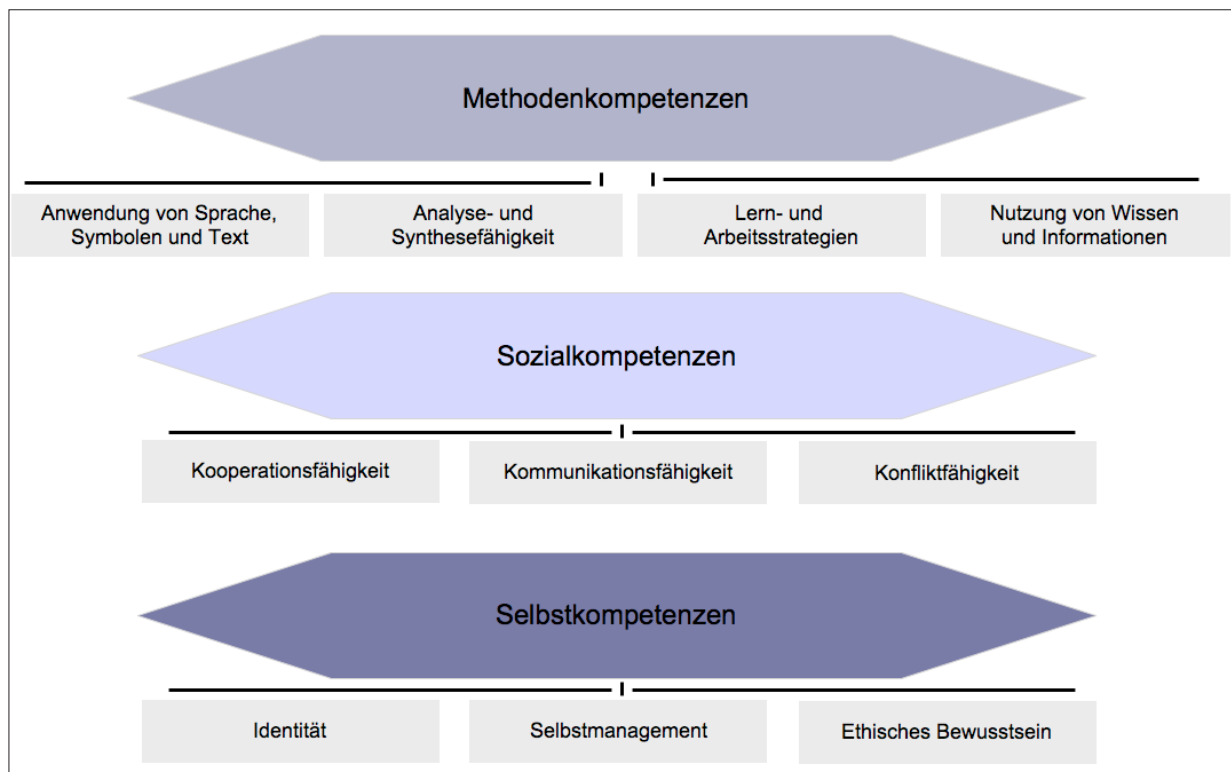 Methodenkompetenzen
Anwendung von Sprache,
Symbolen und Text
Analyse- und
Synthesefähigkeit
Lern- und
Arbeitsstrategien
Nutzung von Wissen
und Informationen
Sozialkompetenzen
Kooperationsfähigkeit
Kommunikationsfähigkeit
Konfliktfähigkeit
Selbstkompetenzen
Identität
Selbstmanagement
Ethisches Bewusstsein